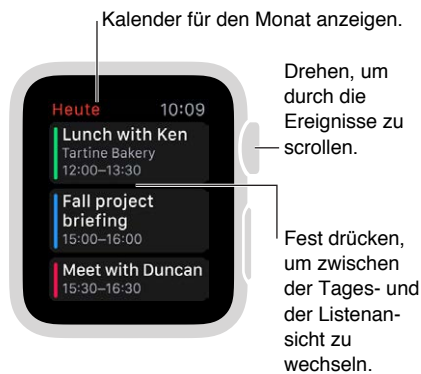 Kalender für den Monat anzeigen.
Heute 10:09
Lunch with Ken
Tartine Bakery
12:00–13:30
Fall project
briefing
15:00–16:00
Meet with Duncan
15:30–16:30
Drehen, um
durch die
Ereignisse zu
scrollen.
Fest drücken,
um zwischen
der Tages- und
der Listenan-
sicht zu
wechseln.